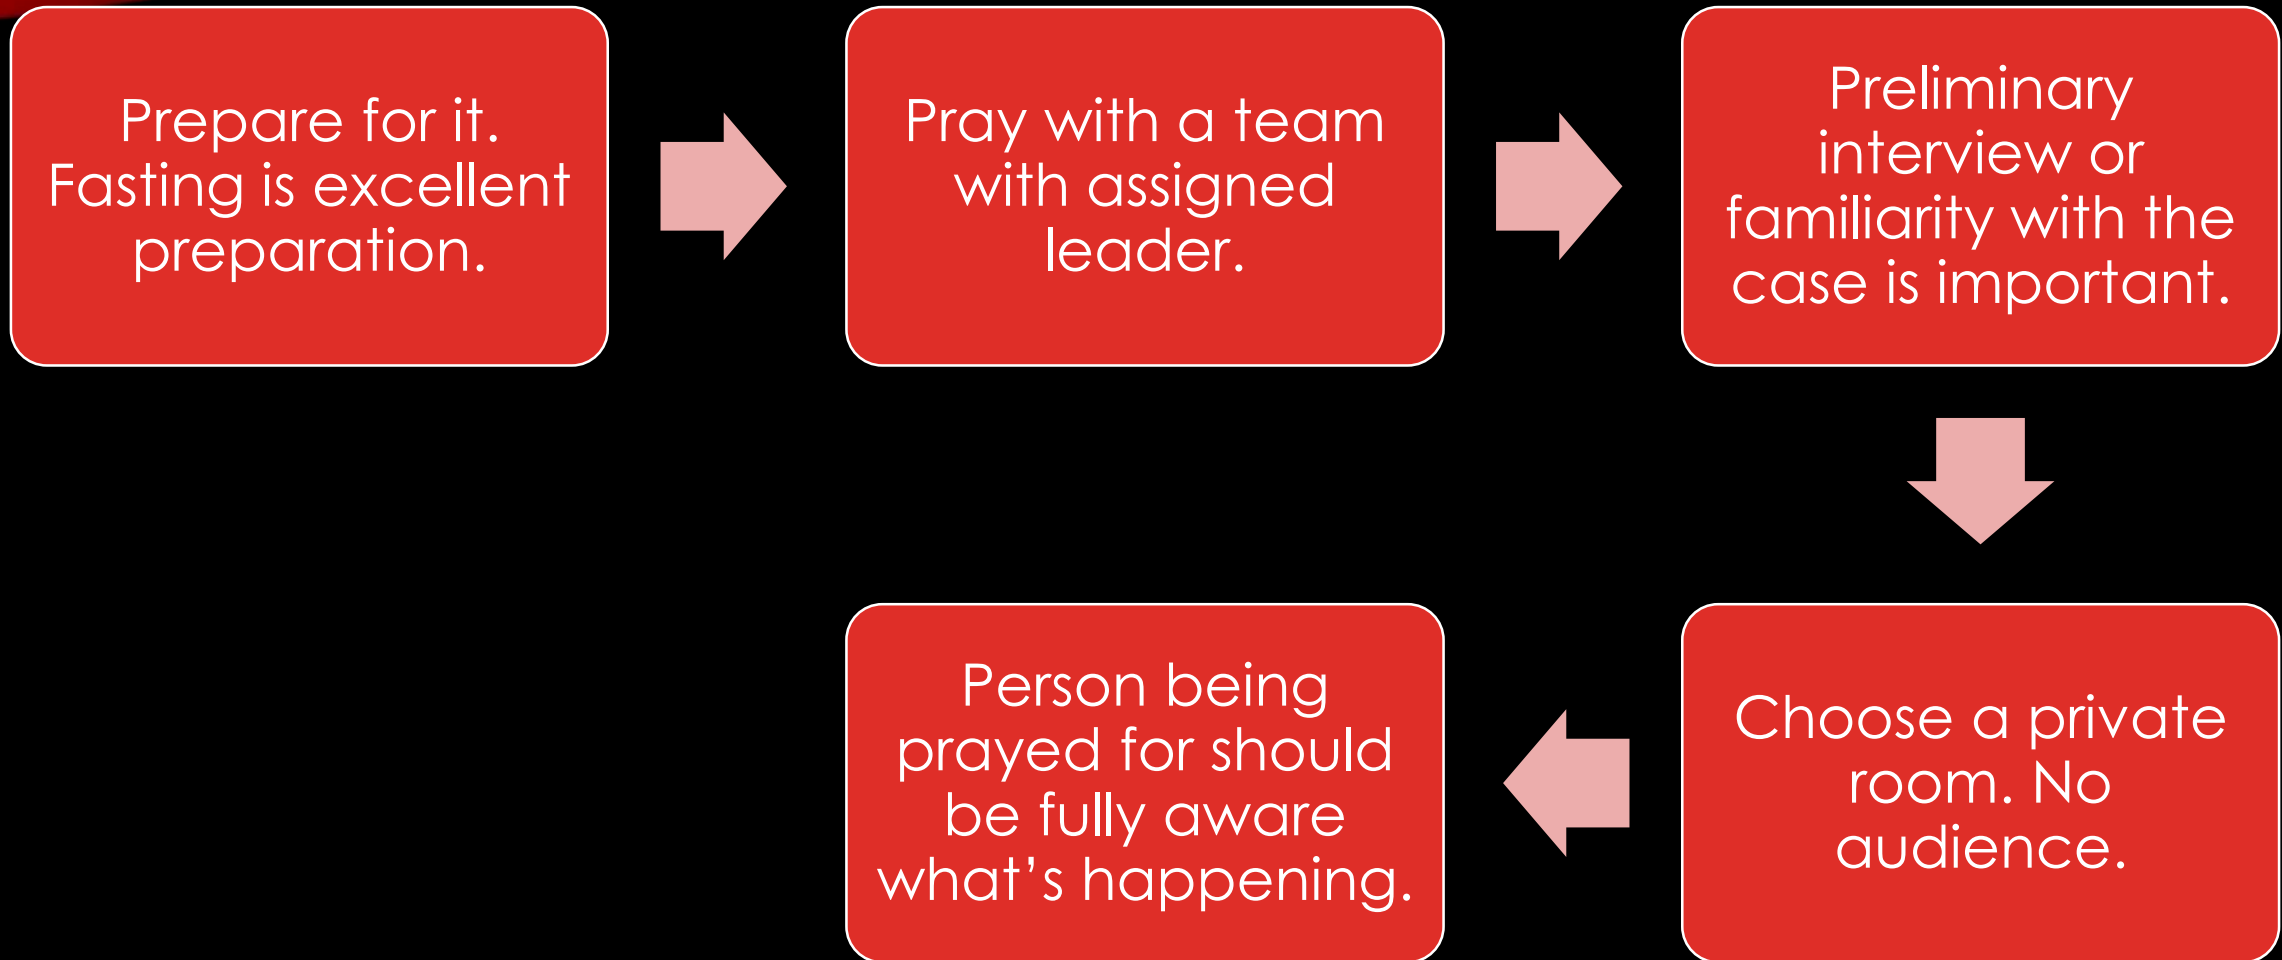 Prepare for it.
Fasting is excellent
preparation.
Pray with a team
with assigned
leader.
Preliminary
interview or
familiarity with the
case is important.
Choose a private
room. No
audience.
Person being
prayed for should
be fully aware
what’s happening.